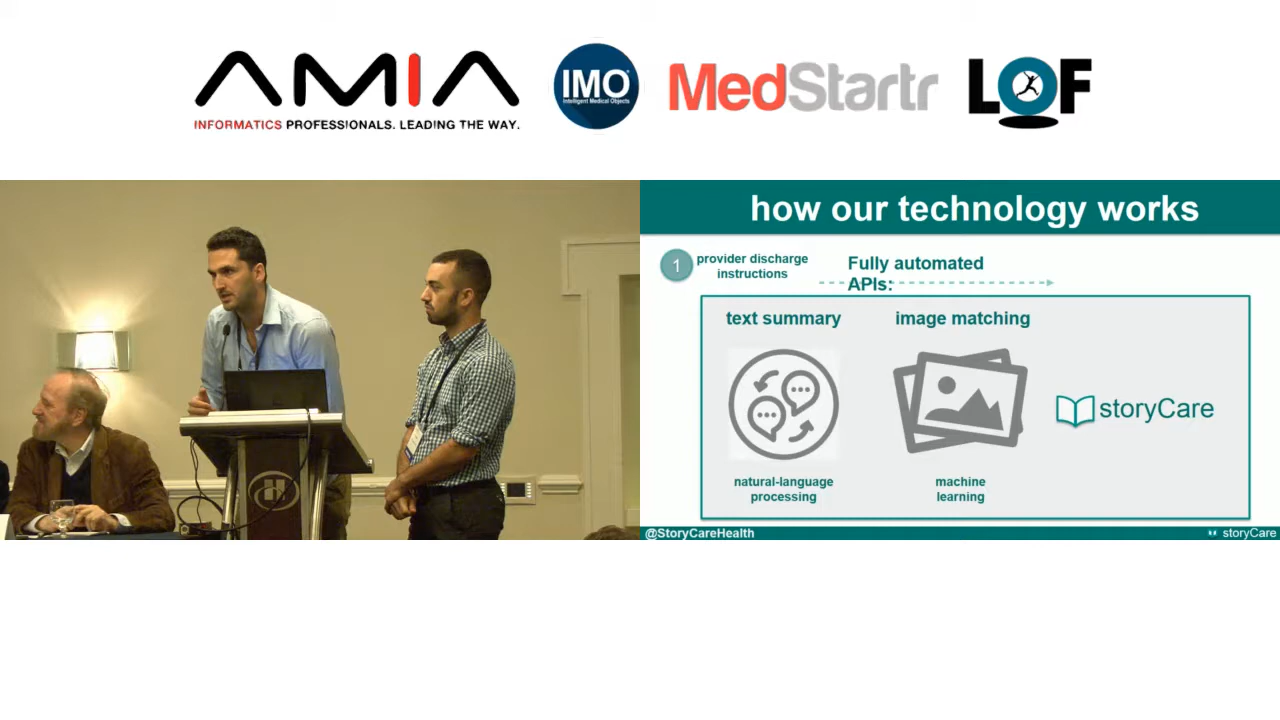 AMIA
INFORMATICS PROFESSIONALS. LEADING THE WAY.
IMO
Intelligent Medical Objects
MedStartr
LOF
how our technology works
1
provider discharge
instructions
Fully automated
APIs:
text summary
image matching
storyCare
natural-language
processing
machine
learning
@StoryCareHealth
storyCare